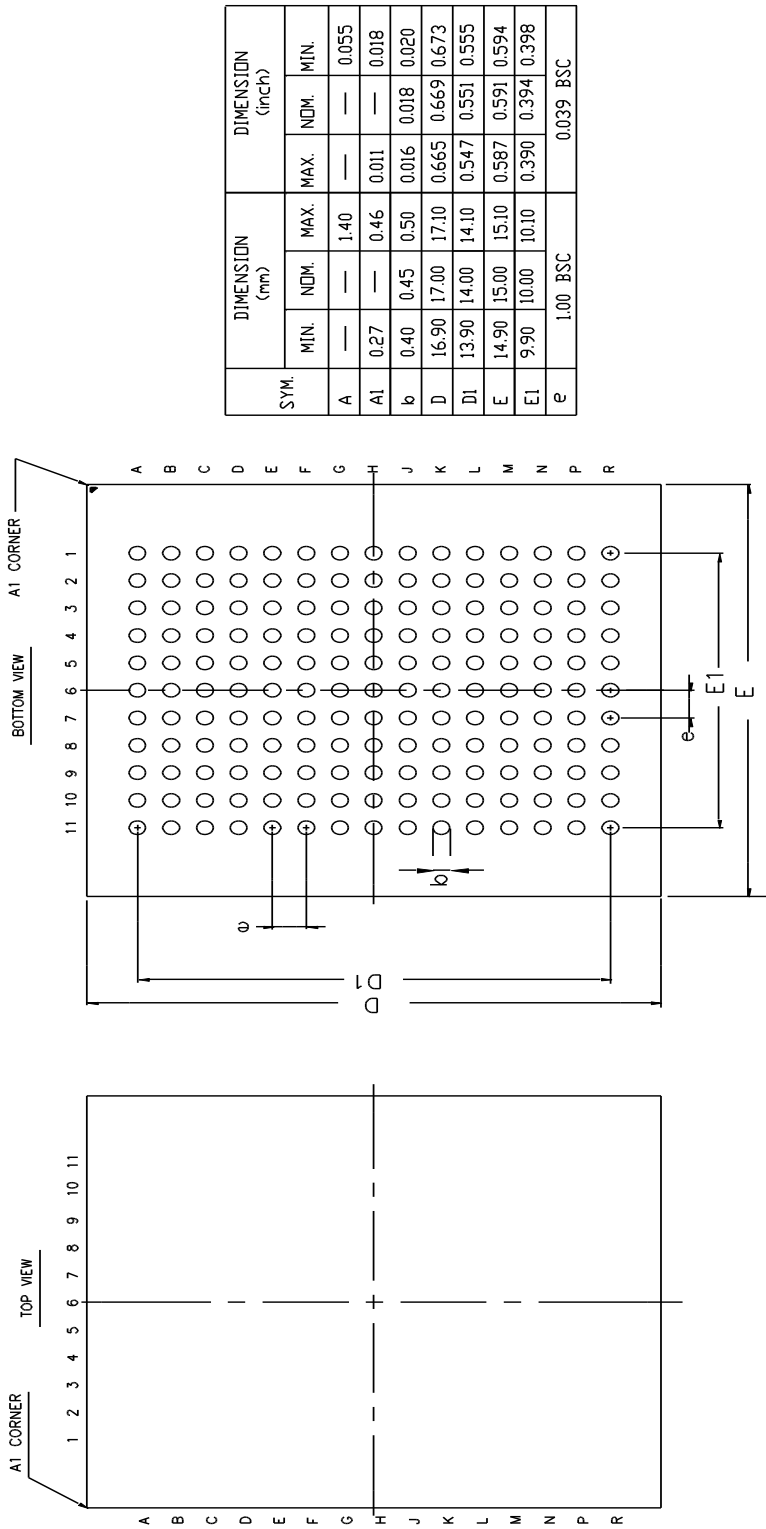 A1 CORNER
TOP VIEW
1 2 3 4 5 6 7 8 9 10 11
A
B
C
D
E
F
G
H
J
K
L
M
N
P
R
BOTTOM VIEW
A1 CORNER
11 10 9 8 7 6 5 4 3 2 1
A
B
C
D
E
F
G
H
J
K
L
M
N
P
R
D
D1
e
b
e
E1
E
SYM. DIMENSION (mm) DIMENSION (inch)
MIN. NOM. MAX. MAX. NOM. MIN.
A — — 1.40 — — 0.055
A1 0.27 — 0.46 0.011 — 0.018
b 0.40 0.45 0.50 0.016 0.018 0.020
D 16.90 17.00 17.10 0.665 0.669 0.673
D1 13.90 14.00 14.10 0.547 0.551 0.555
E 14.90 15.00 15.10 0.587 0.591 0.594
E1 9.90 10.00 10.10 0.390 0.394 0.398
e 1.00 BSC 0.039 BSC